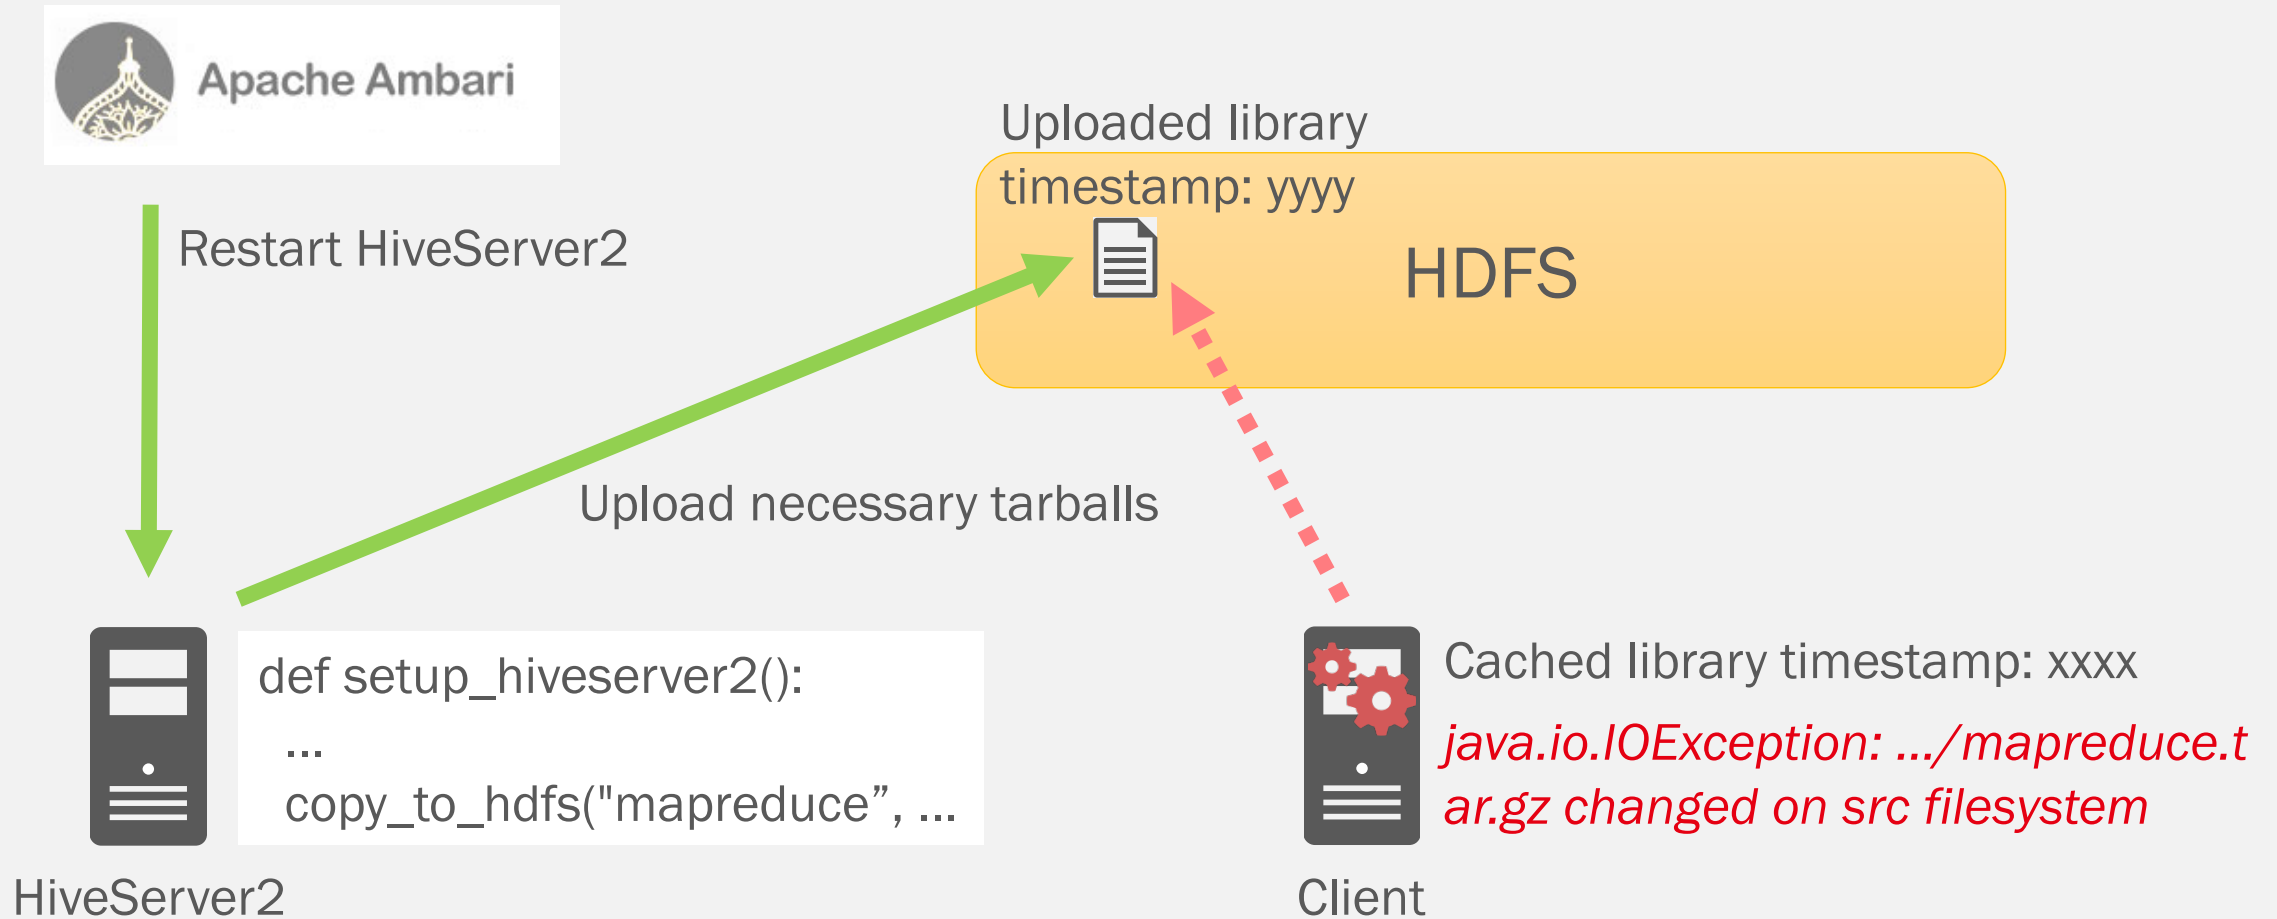 Apache Ambari
Uploaded library
timestamp: yyyy
Restart HiveServer2
HDFS
Upload necessary tarballs
def setup_hiveserver2():
...
copy_to_hdfs("mapreduce”, ...
Cached library timestamp: xxxx
java.io.IOException: .../mapreduce.t
ar.gz changed on src filesystem
HiveServer2
Client